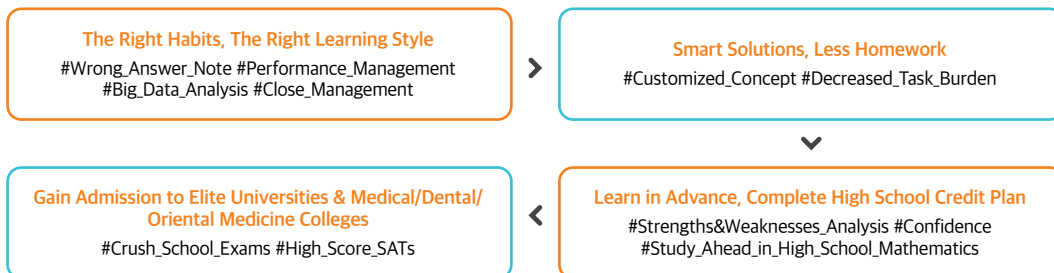 The Right Habits, The Right Learning Style
#Wrong_Answer_Note #Performance_Management
#Big_Data_Analysis #Close_Management
Smart Solutions, Less Homework
#Customized_Concept #Decreased_Task_Burden
Learn in Advance, Complete High School Credit Plan
#Strengths&Weaknesses_Analysis #Confidence
#Study_Ahead_in_High_School_Mathematics
Gain Admission to Elite Universities & Medical/Dental/
Oriental Medicine Colleges
#Crush_School_Exams #High_Score_SATs